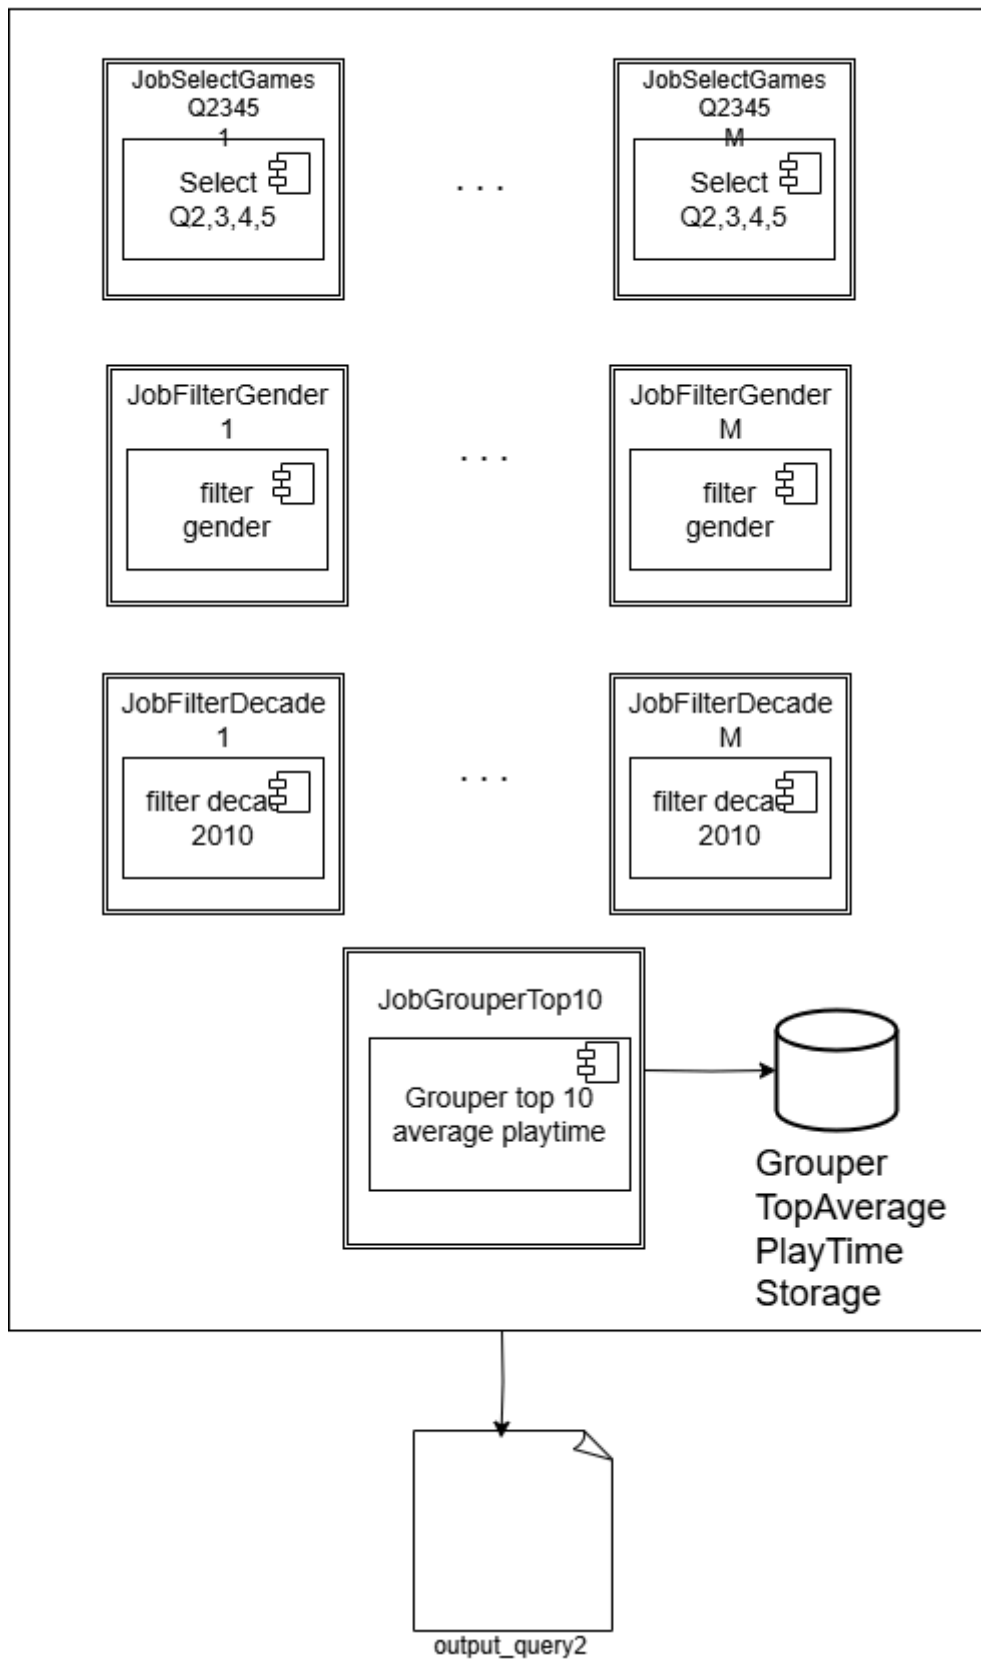 JobSelectGames
Q2345
1
Select
Q2,3,4,5
. . .
JobSelectGames
Q2345
M
Select
Q2,3,4,5
JobFilterGender
1
filter
gender
. . .
JobFilterGender
M
filter
gender
JobFilterDecade
1
filter decad
2010
. . .
JobFilterDecade
M
filter decad
2010
JobGrouperTop10
Grouper top 10
average playtime
Grouper
TopAverage
PlayTime
Storage
output_query2